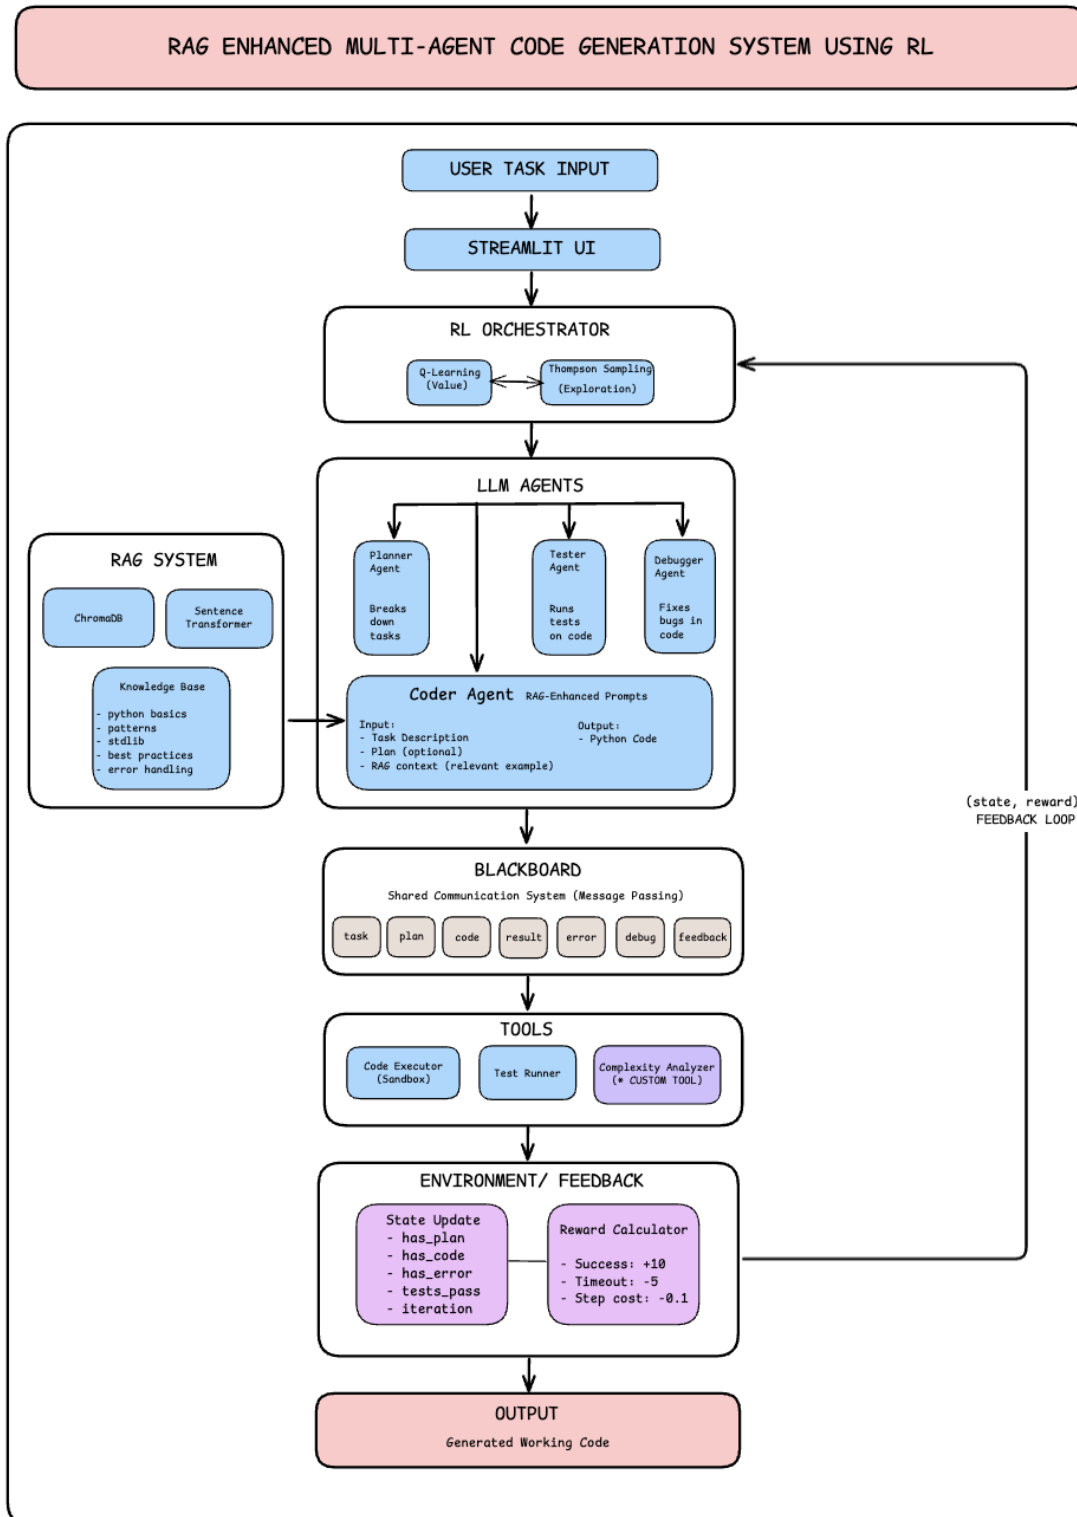 RAG ENHANCED MULTI-AGENT CODE GENERATION SYSTEM USING RL
USER TASK INPUT
STREAMLIT UI
RL ORCHESTRATOR
Q-Learning
(Value)
Thompson Sampling
(Exploration)
LLM AGENTS
Planner
Agent
Breaks
down
tasks
Tester
Agent
Runs
tests
on code
Debugger
Agent
Fixes
bugs in
code
RAG SYSTEM
ChromaDB
Sentence
Transformer
Knowledge Base
- python basics
- patterns
- stdlib
- best practices
- error handling
Coder Agent RAG-Enhanced Prompts
Input:
- Task Description
- Plan (optional)
- RAG context (relevant example)
Output:
- Python Code
(state, reward)
FEEDBACK LOOP
BLACKBOARD
Shared Communication System (Message Passing)
task
plan
code
result
error
debug
feedback
TOOLS
Code Executor
(Sandbox)
Test Runner
Complexity Analyzer
(* CUSTOM TOOL)
ENVIRONMENT/ FEEDBACK
State Update
- has_plan
- has_code
- has_error
- tests_pass
- iteration
Reward Calculator
- Success: +10
- Timeout: -5
- Step cost: -0.1
OUTPUT
Generated Working Code